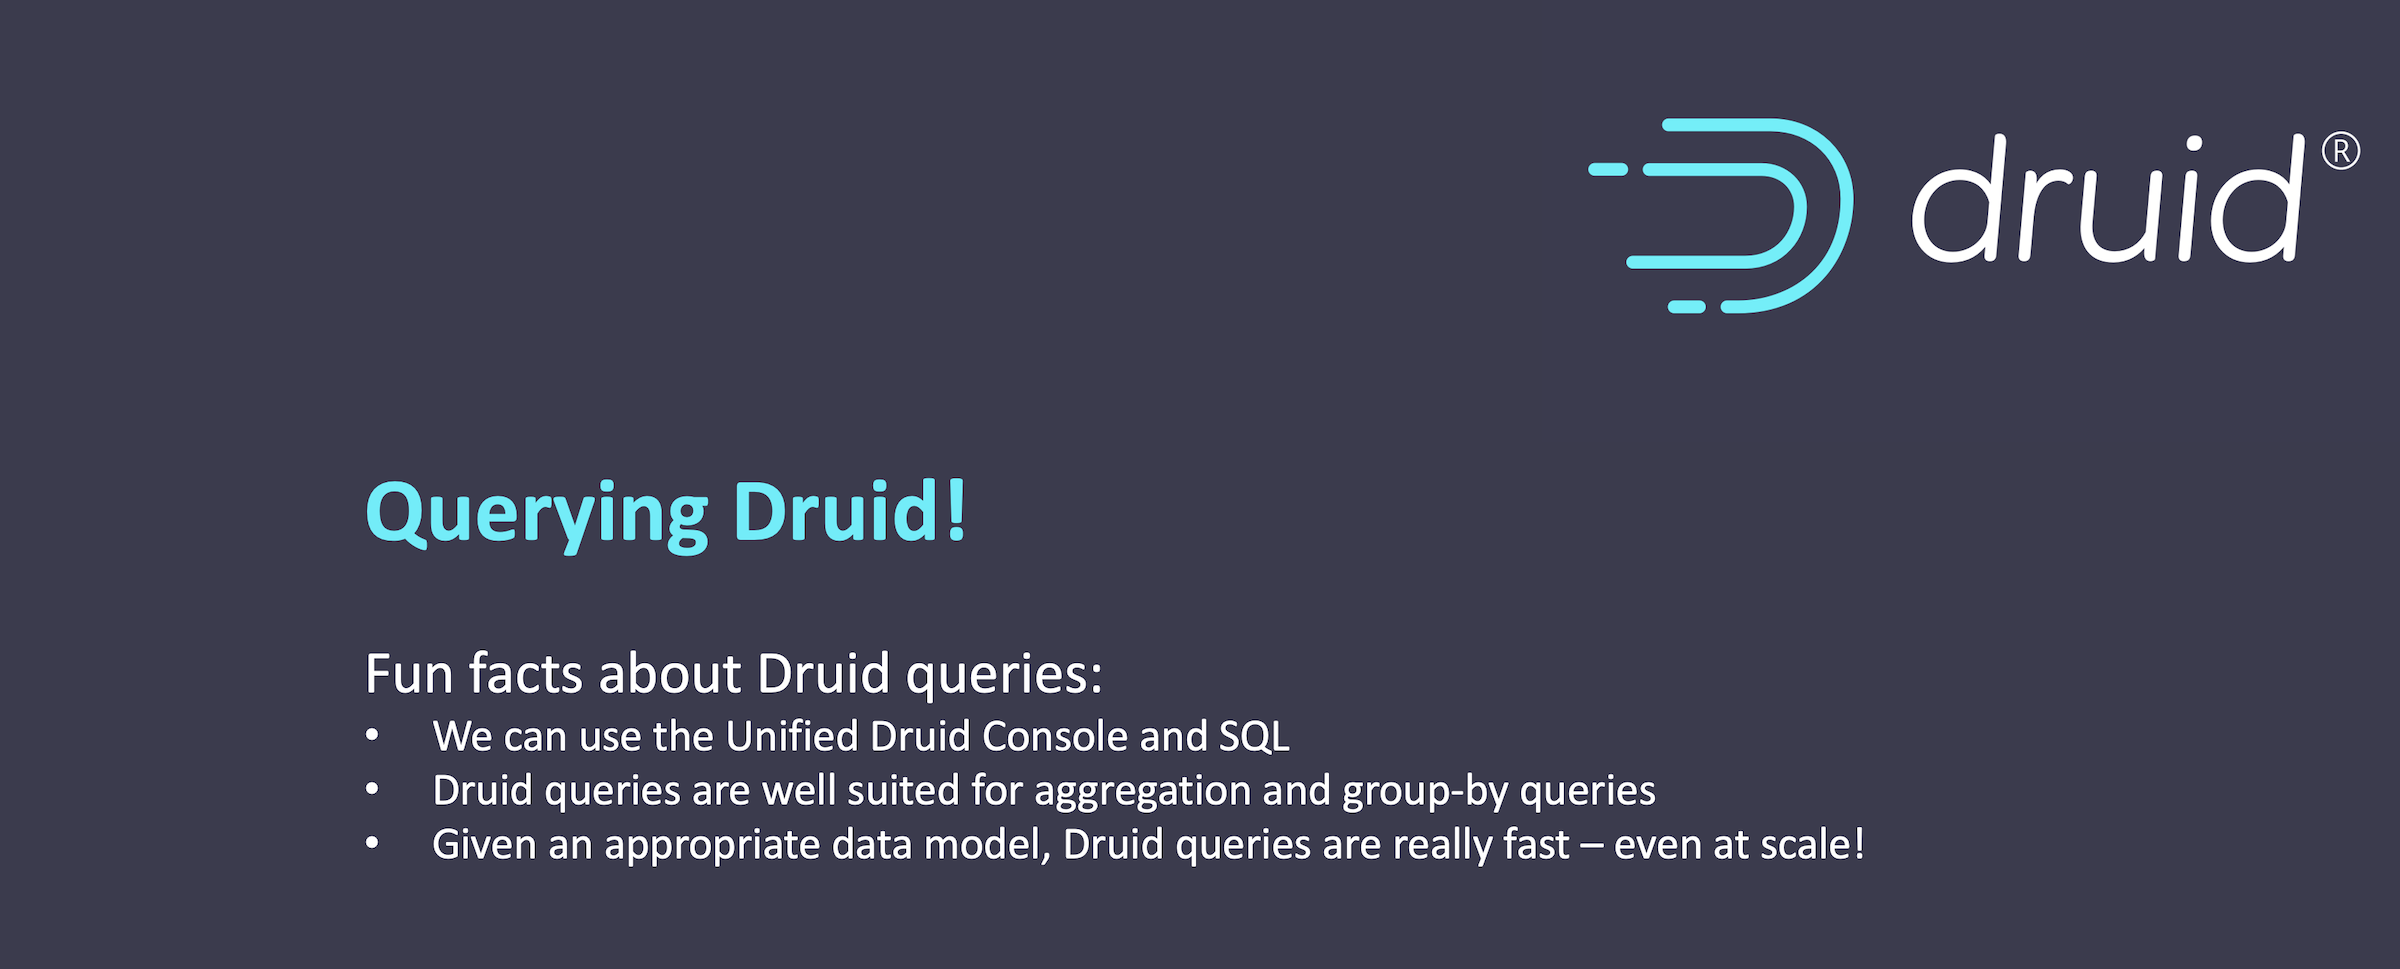 druid®
Querying Druid!
Fun facts about Druid queries:
• We can use the Unified Druid Console and SQL
• Druid queries are well suited for aggregation and group-by queries
• Given an appropriate data model, Druid queries are really fast – even at scale!